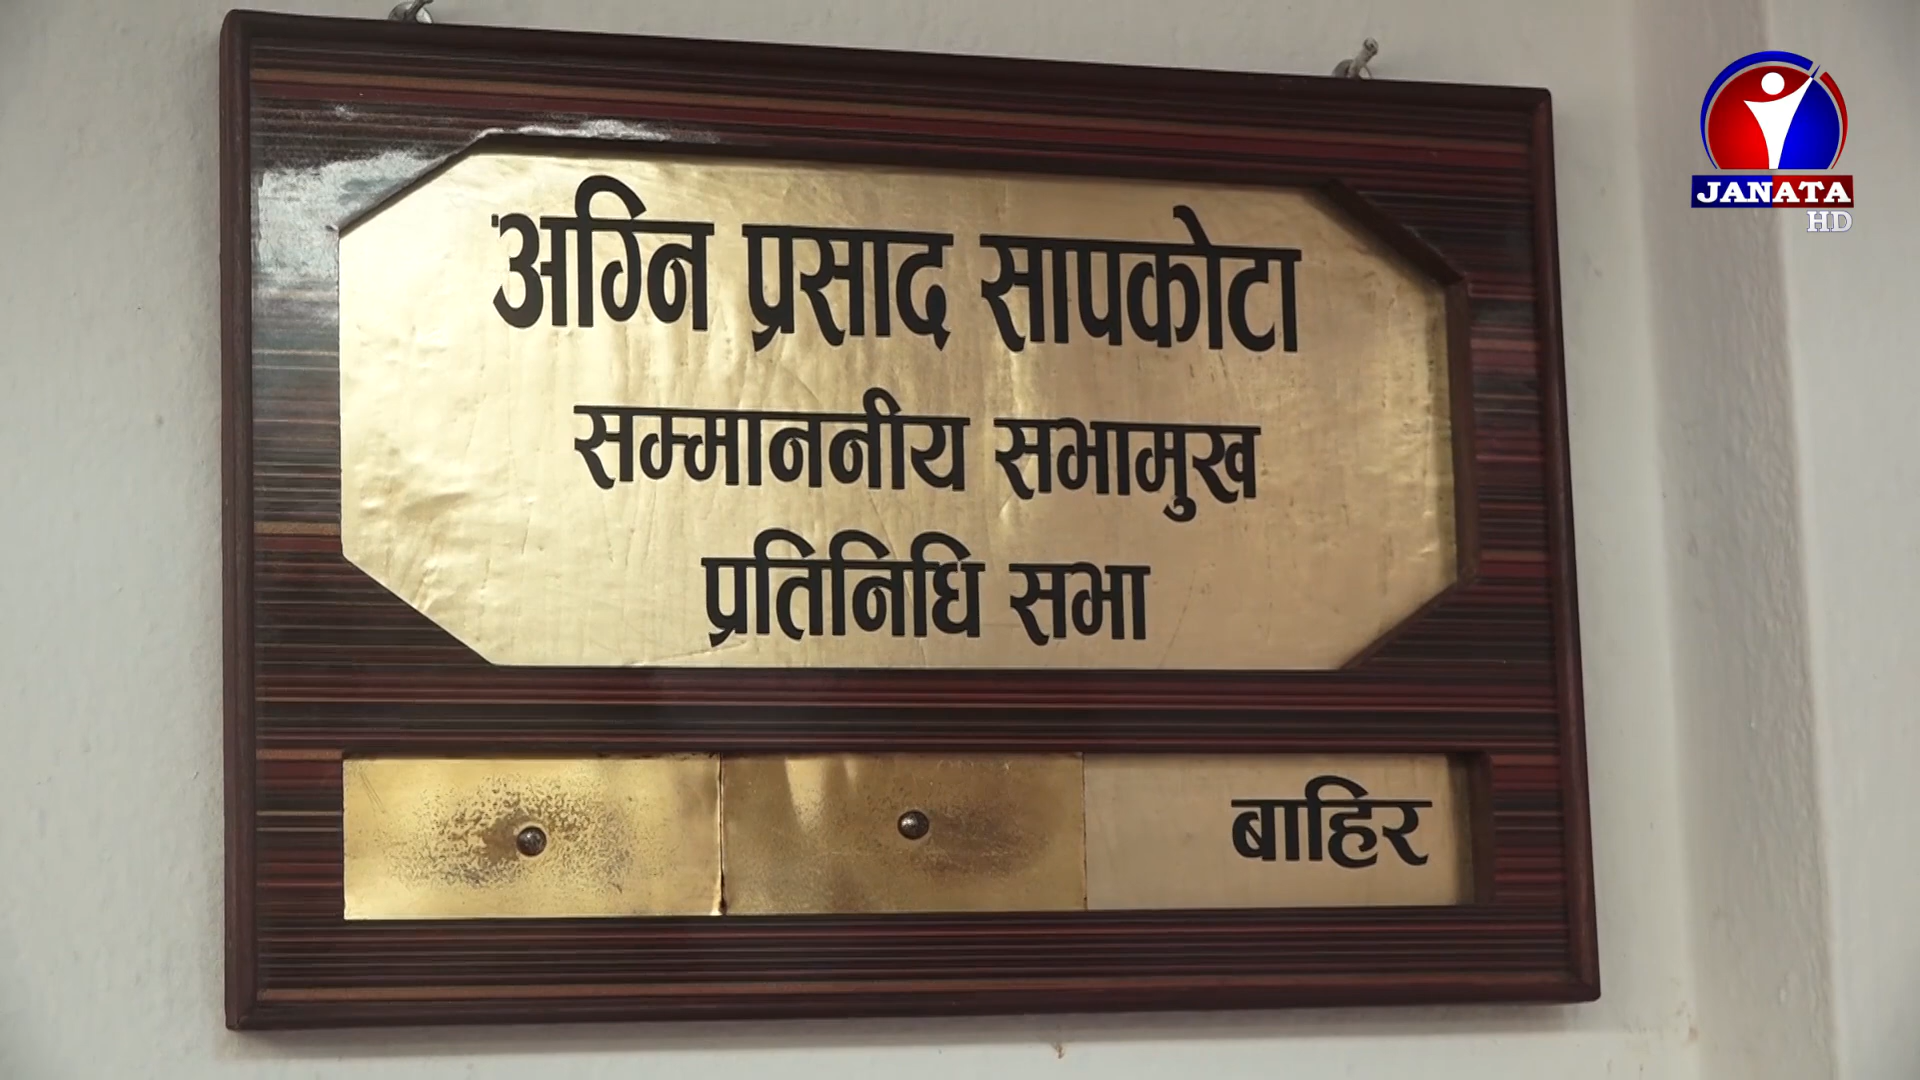 JANATA
HD
अग्नि प्रसाद सापकोटा
सम्माननीय सभामुख
प्रतिनिधि सभा
बाहिर